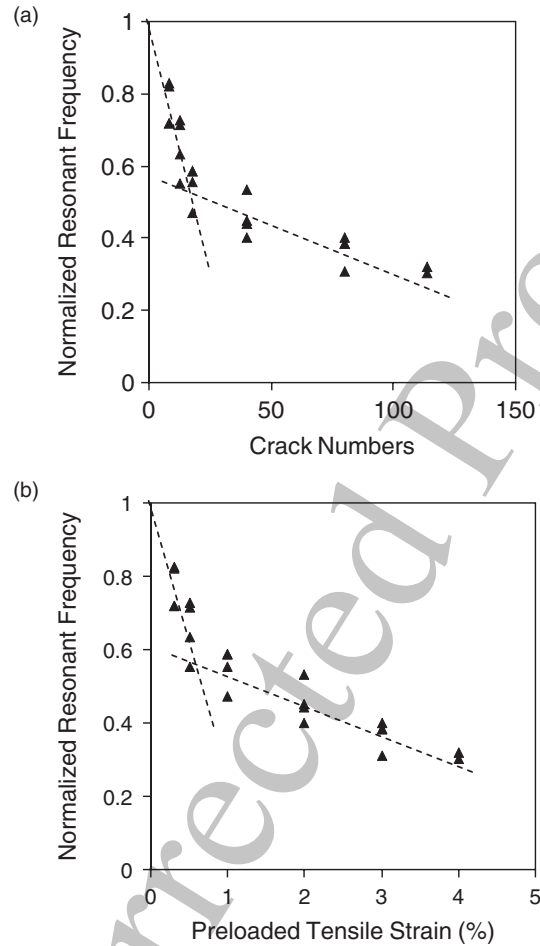 (a)
1
0.8
0.6
0.4
0.2
0
Normalized Resonant Frequency
0 50 100 150
Crack Numbers
(b)
1
0.8
0.6
0.4
0.2
0
Normalized Resonant Frequency
0 1 2 3 4 5
Preloaded Tensile Strain (%)
rrected Pro